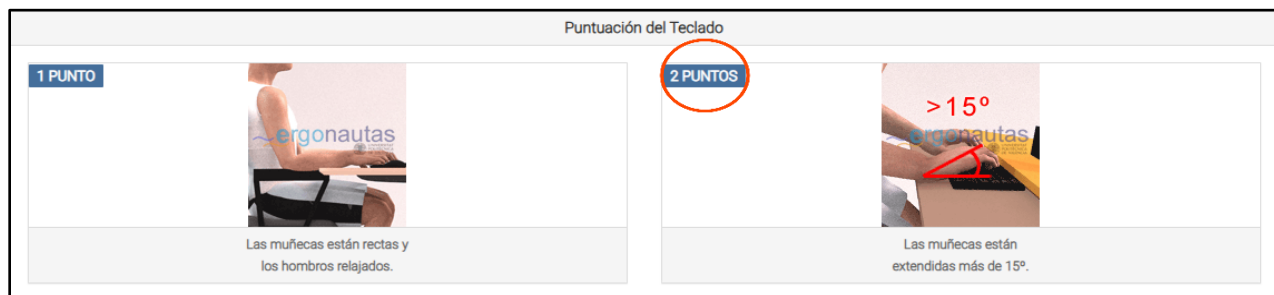 Puntuación del Teclado
1 PUNTO
ergonautas
Las muñecas están rectas y
los hombros relajados.
2 PUNTOS
>15º
ergonautas
Las muñecas están
extendidas más de 15º.